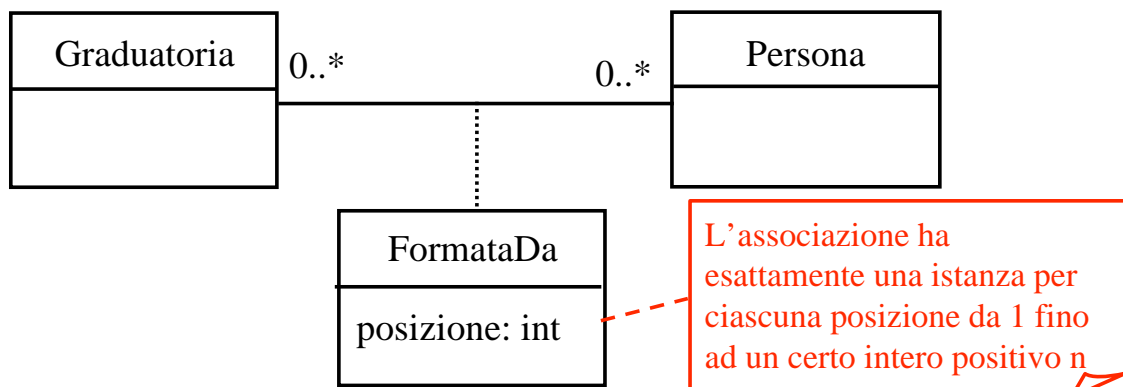 Graduatoria
0..*
0..*
Persona
FormataDa
posizione: int
L’associazione ha
esattamente una istanza per
ciascuna posizione da 1 fino
ad un certo intero positivo n